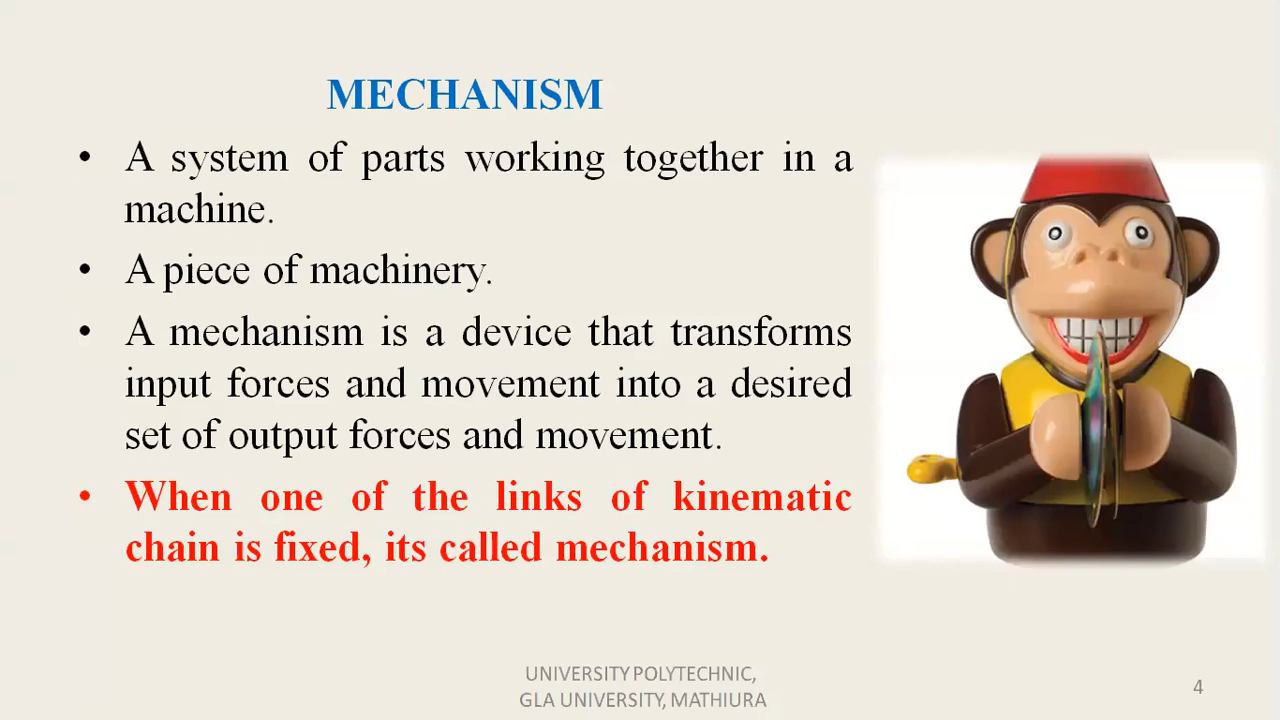 MECHANISM
• A system of parts working together in a
machine.
• A piece of machinery.
• A mechanism is a device that transforms
input forces and movement into a desired
set of output forces and movement.
• When one of the links of kinematic
chain is fixed, its called mechanism.
UNIVERSITY POLYTECHNIC,
GLA UNIVERSITY, MATHIURA
4